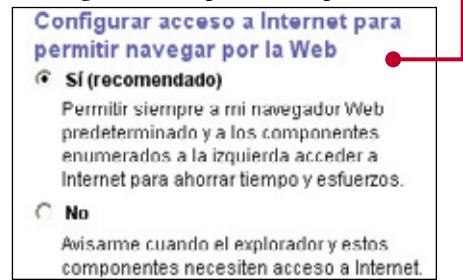 Configurar acceso a Internet para
permitir navegar por la Web
Sí (recomendado)
Permitir siempre a mi navegador Web
predeterminado y a los componentes
enumerados a la izquierda acceder a
Internet para ahorrar tiempo y esfuerzos.
No
Avisarme cuando el explorador y estos
componentes necesiten acceso a Internet.